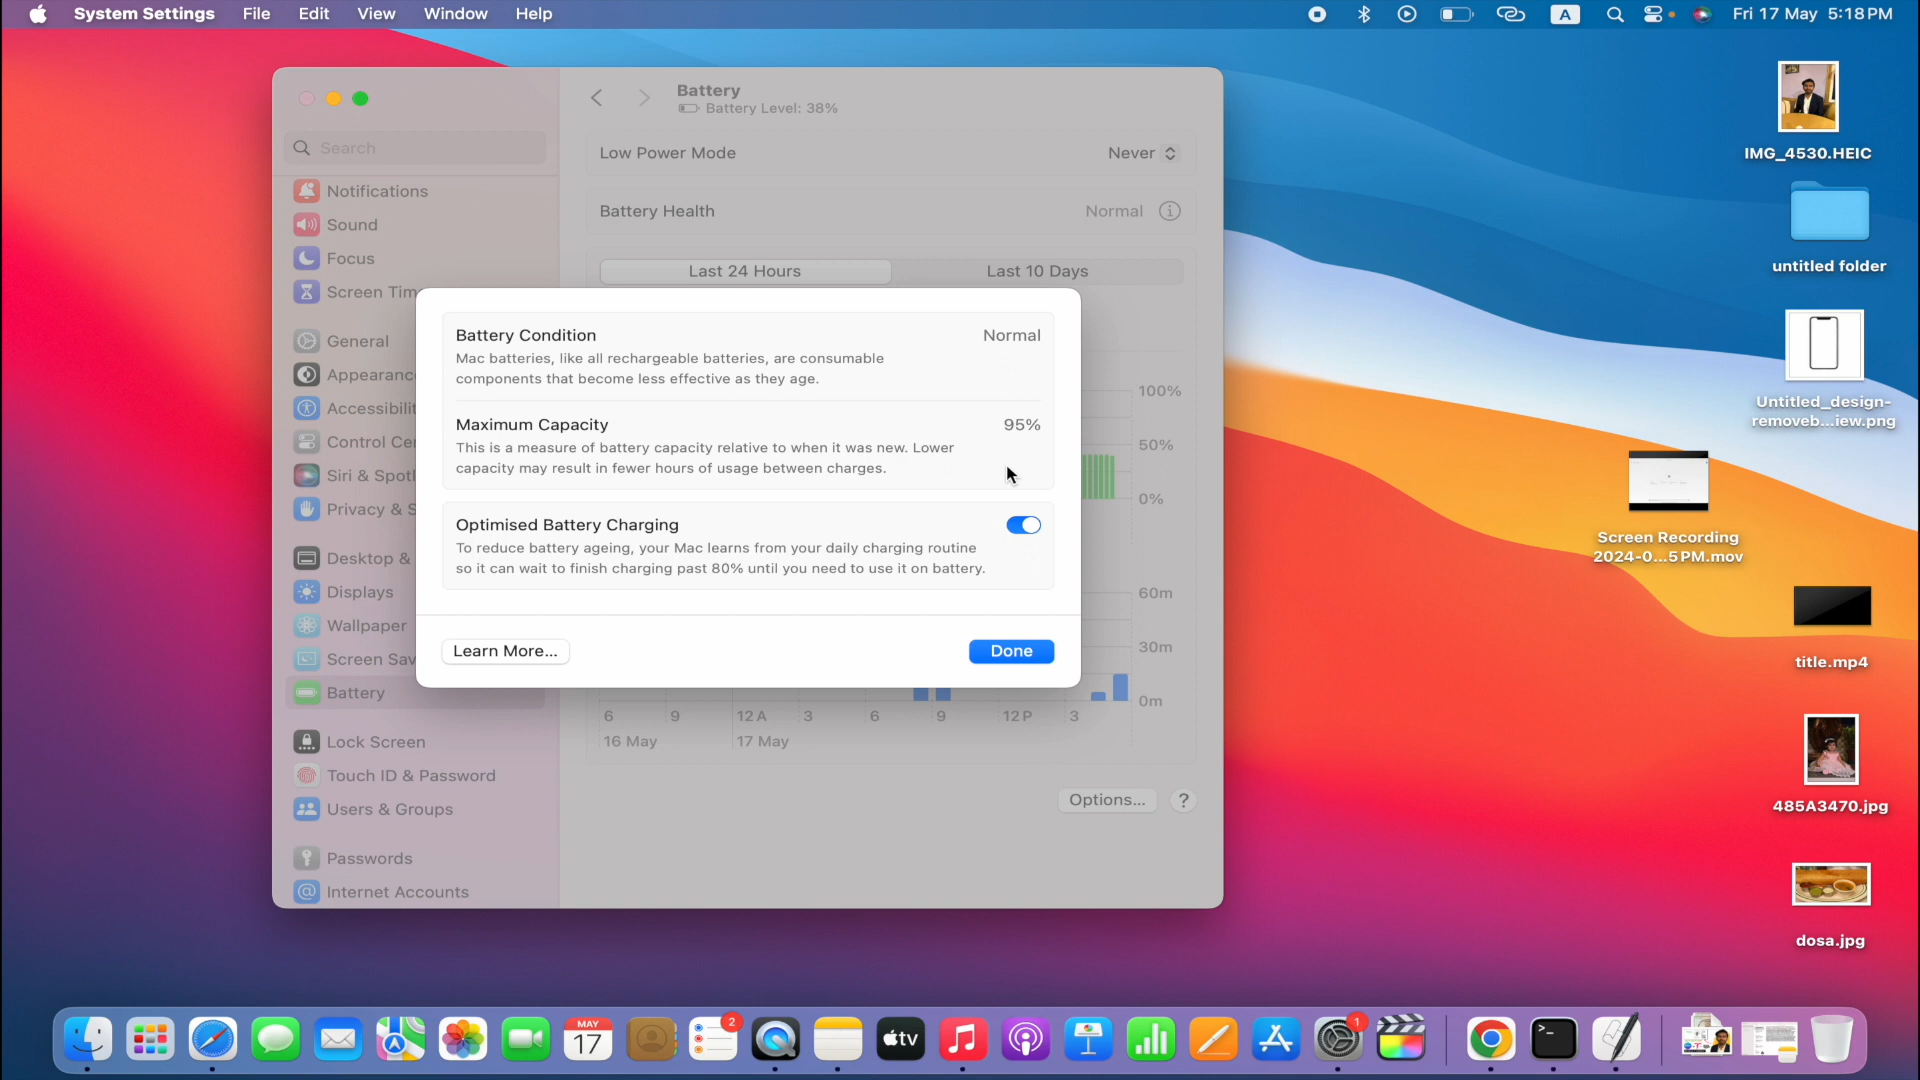 System Settings File Edit View Window Help
A Fri 17 May 5:18 PM
Battery
Battery Level: 38%
Search
Notifications
Sound
Focus
Screen Tim
General
Appearanc
Accessibilit
Control Cer
Siri & Spotl
Privacy & S
Desktop &
Displays
Wallpaper
Screen Sav
Battery
Lock Screen
Touch ID & Password
Users & Groups
Passwords
Internet Accounts
Low Power Mode Never
Battery Health Normal
Last 24 Hours Last 10 Days
Battery Condition Normal
Mac batteries, like all rechargeable batteries, are consumable
components that become less effective as they age.
Maximum Capacity 95%
This is a measure of battery capacity relative to when it was new. Lower
capacity may result in fewer hours of usage between charges.
Optimised Battery Charging
To reduce battery ageing, your Mac learns from your daily charging routine
so it can wait to finish charging past 80% until you need to use it on battery.
Learn More... Done
100%
50%
0%
60m
30m
0m
6 9 12 A 3 6 9 12 P 3
16 May 17 May
Options... ?
IMG_4530.HEIC
untitled folder
Untitled_design-
removeb...iew.png
Screen Recording
2024-0...5 PM.mov
title.mp4
485A3470.jpg
dosa.jpg
MAY
17
2
tv
1